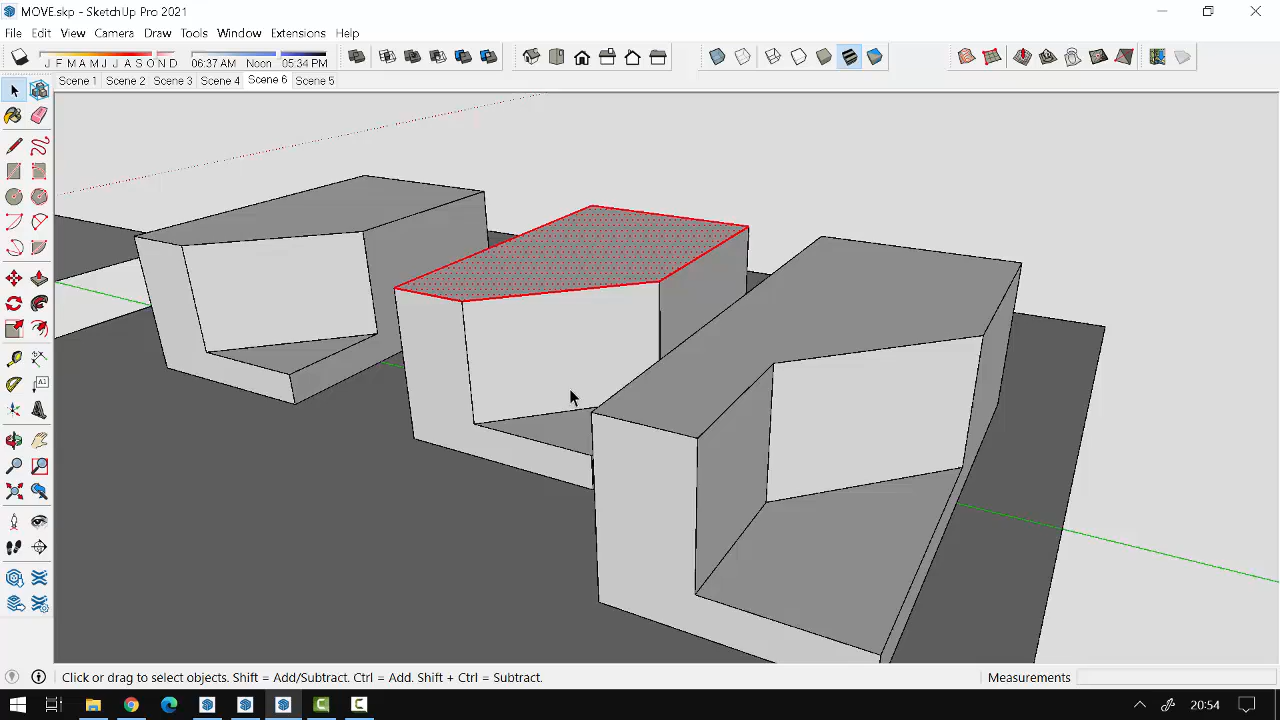 MOVE.skp - SketchUp Pro 2021
File Edit View Camera Draw Tools Window Extensions Help
J F M A M J J A S O N D 06:37 AM Noon 05:34 PM
Scene 1 Scene 2 Scene 3 Scene 4 Scene 6 Scene 5
A1
Click or drag to select objects. Shift = Add/Subtract. Ctrl = Add. Shift + Ctrl = Subtract. Measurements
20:54